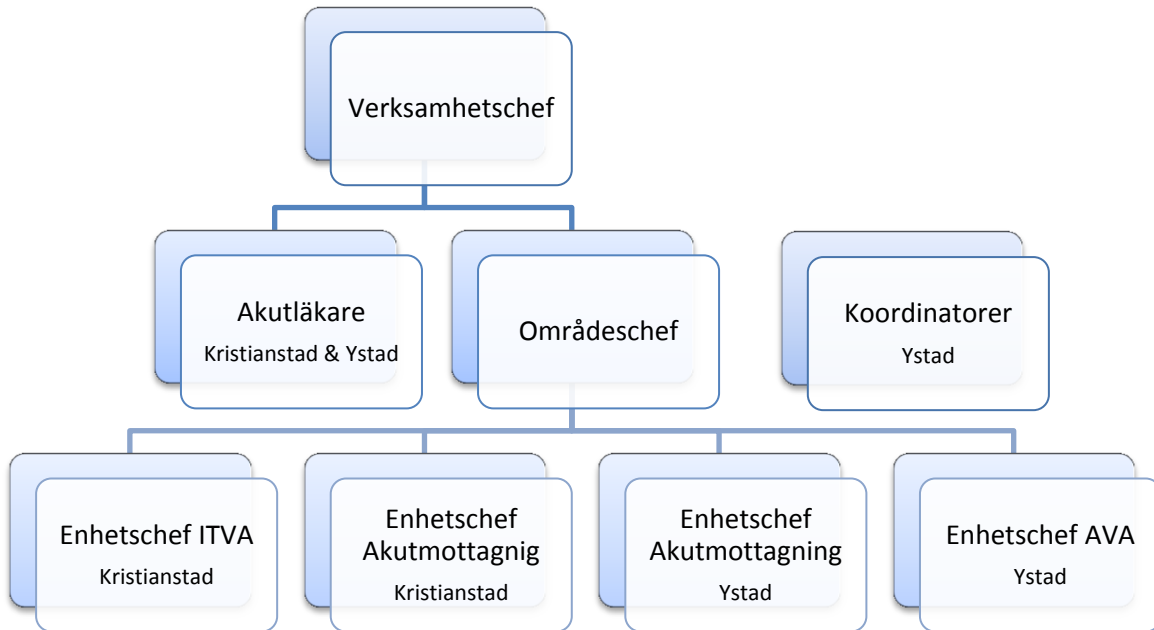 Verksamhetschef
Akutläkare
Kristianstad & Ystad
Områdeschef
Koordinatorer
Ystad
Enhetschef ITVA
Kristianstad
Enhetschef
Akutmottagnig
Kristianstad
Enhetschef
Akutmottagning
Ystad
Enhetschef AVA
Ystad